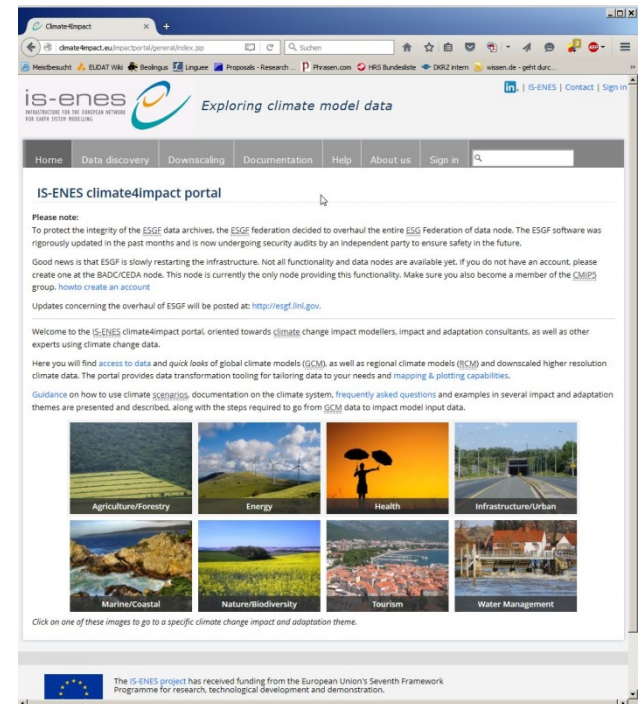 Climate4Impact
climate4impact.eu/impactportal/general/index.jsp
Suchen
Meistbesucht EUDAT Wiki Beolingus Linguee Proposals - Research ... Phrasen.com HRS Bundesliste DKRZ intern wissen.de - geht durc...
is-enes
INFRASTRUCTURE FOR THE EUROPEAN NETWORK
FOR EARTH SYSTEM MODELLING
Exploring climate model data
in. | IS-ENES | Contact | Sign in
Home Data discovery Downscaling Documentation Help About us Sign in
IS-ENES climate4impact portal
Please note:
To protect the integrity of the ESGF data archives, the ESGF federation decided to overhaul the entire ESG Federation of data node. The ESGF software was
rigorously updated in the past months and is now undergoing security audits by an independent party to ensure safety in the future.
Good news is that ESGF is slowly restarting the infrastructure. Not all functionality and data nodes are available yet. If you do not have an account, please
create one at the BADC/CEDA node. This node is currently the only node providing this functionality. Make sure you also become a member of the CMIP5
group. howto create an account
Updates concerning the overhaul of ESGF will be posted at: http://esgf.llnl.gov.
Welcome to the IS-ENES climate4impact portal, oriented towards climate change impact modellers, impact and adaptation consultants, as well as other
experts using climate change data.
Here you will find access to data and quick looks of global climate models (GCM), as well as regional climate models (RCM) and downscaled higher resolution
climate data. The portal provides data transformation tooling for tailoring data to your needs and mapping & plotting capabilities.
Guidance on how to use climate scenarios, documentation on the climate system, frequently asked questions and examples in several impact and adaptation
themes are presented and described, along with the steps required to go from GCM data to impact model input data.
Agriculture/Forestry Energy Health Infrastructure/Urban
Marine/Coastal Nature/Biodiversity Tourism Water Management
Click on one of these images to go to a specific climate change impact and adaptation theme.
The IS-ENES project has received funding from the European Union's Seventh Framework
Programme for research, technological development and demonstration.